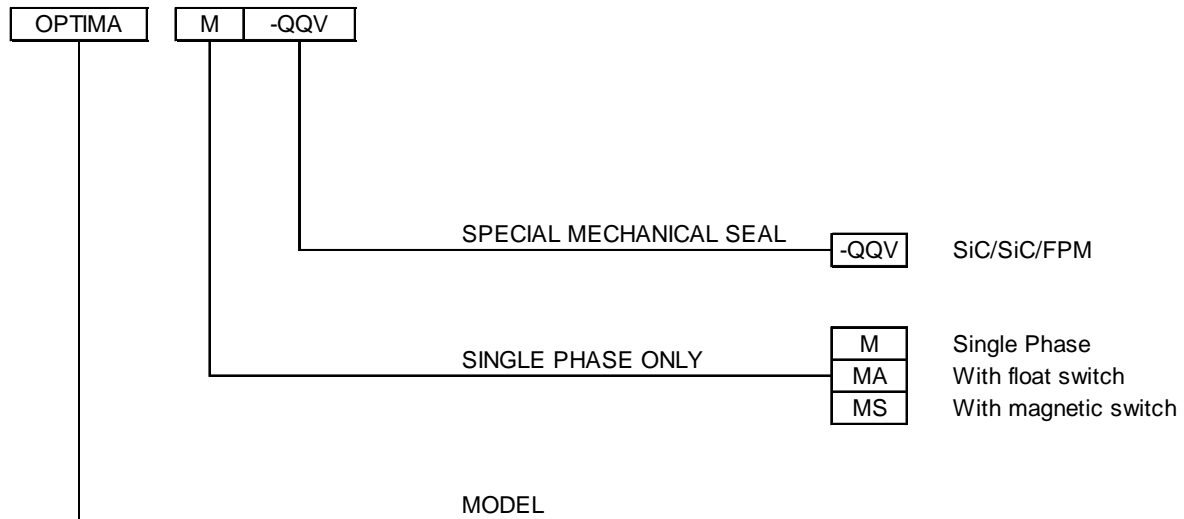 OPTIMA M -QQV
SPECIAL MECHANICAL SEAL -QQV SiC/SiC/FPM
M Single Phase
SINGLE PHASE ONLY
MA With float switch
MS With magnetic switch
MODEL